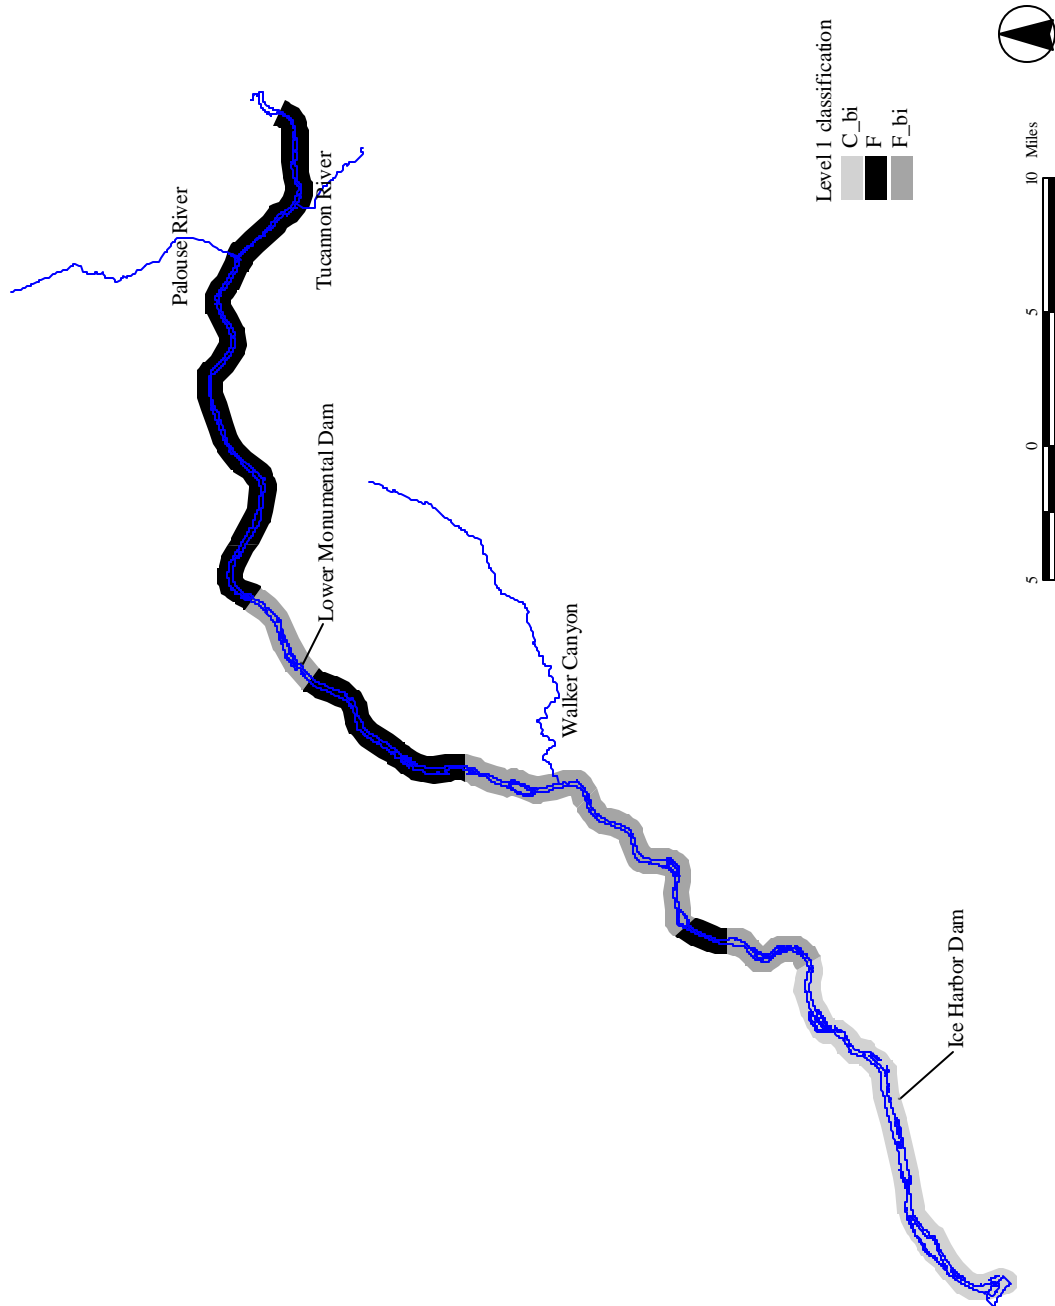 Palouse River
Tucannon River
Lower Monumental Dam
Walker Canyon
Ice Harbor Dam
Level 1 classification
C_bi
F
F_bi
5
0
5
10
Miles